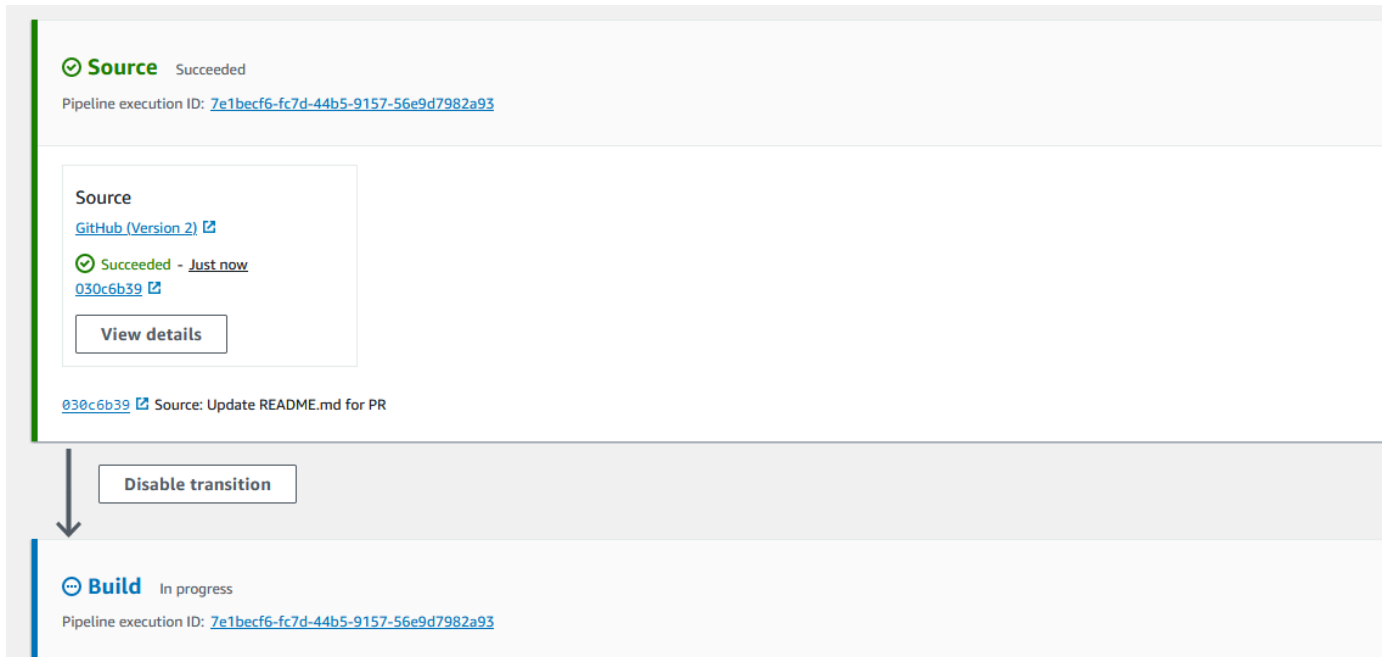 Source Succeeded
Pipeline execution ID: 7e1becf6-fc7d-44b5-9157-56e9d7982a93
Source
GitHub (Version 2)
Succeeded - Just now
030c6b39
View details
030c6b39 Source: Update README.md for PR
Disable transition
Build In progress
Pipeline execution ID: 7e1becf6-fc7d-44b5-9157-56e9d7982a93